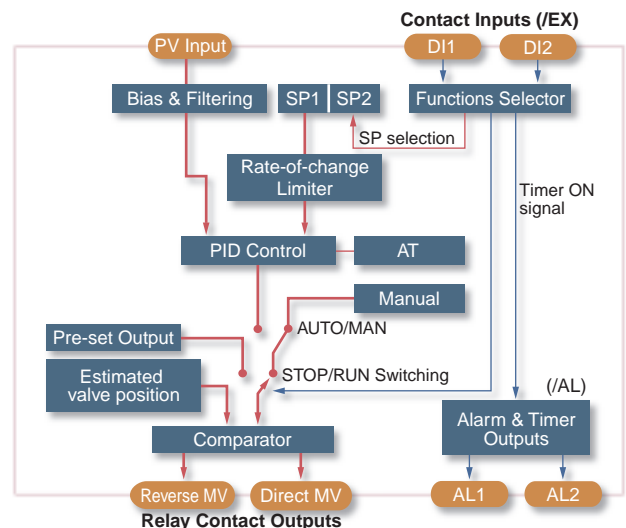 Contact Inputs (/EX)
PV Input
DI1
DI2
Bias & Filtering
SP1
SP2
Functions Selector
SP selection
Rate-of-change
Limiter
Timer ON
signal
PID Control
AT
Manual
AUTO/MAN
Pre-set Output
STOP/RUN Switching
Estimated
valve position
(/AL)
Comparator
Alarm & Timer
Outputs
Reverse MV
Direct MV
AL1
AL2
Relay Contact Outputs